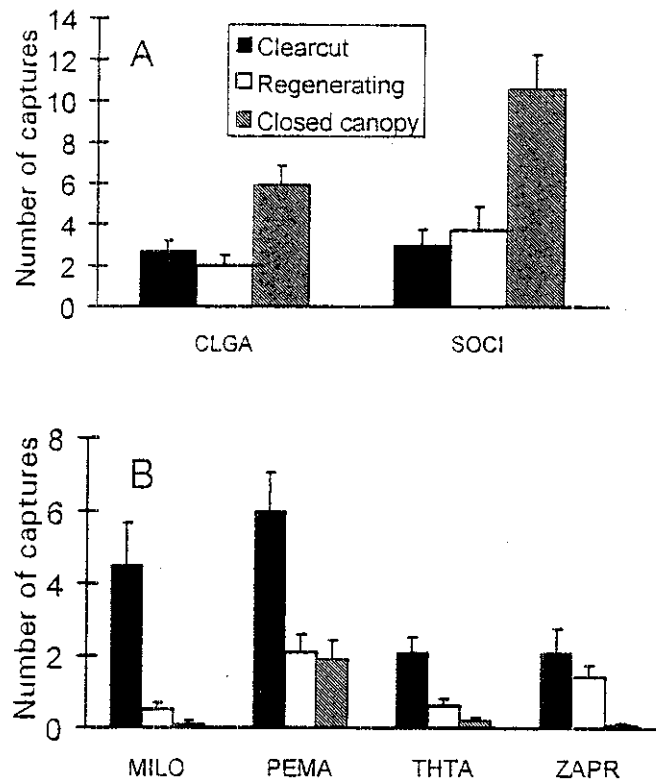 A
Clearcut
Regenerating
Closed canopy
Number of captures
14
12
10
8
6
4
2
0
CLGA SOCI
B
Number of captures
8
6
4
2
0
MILO PEMA THTA ZAPR